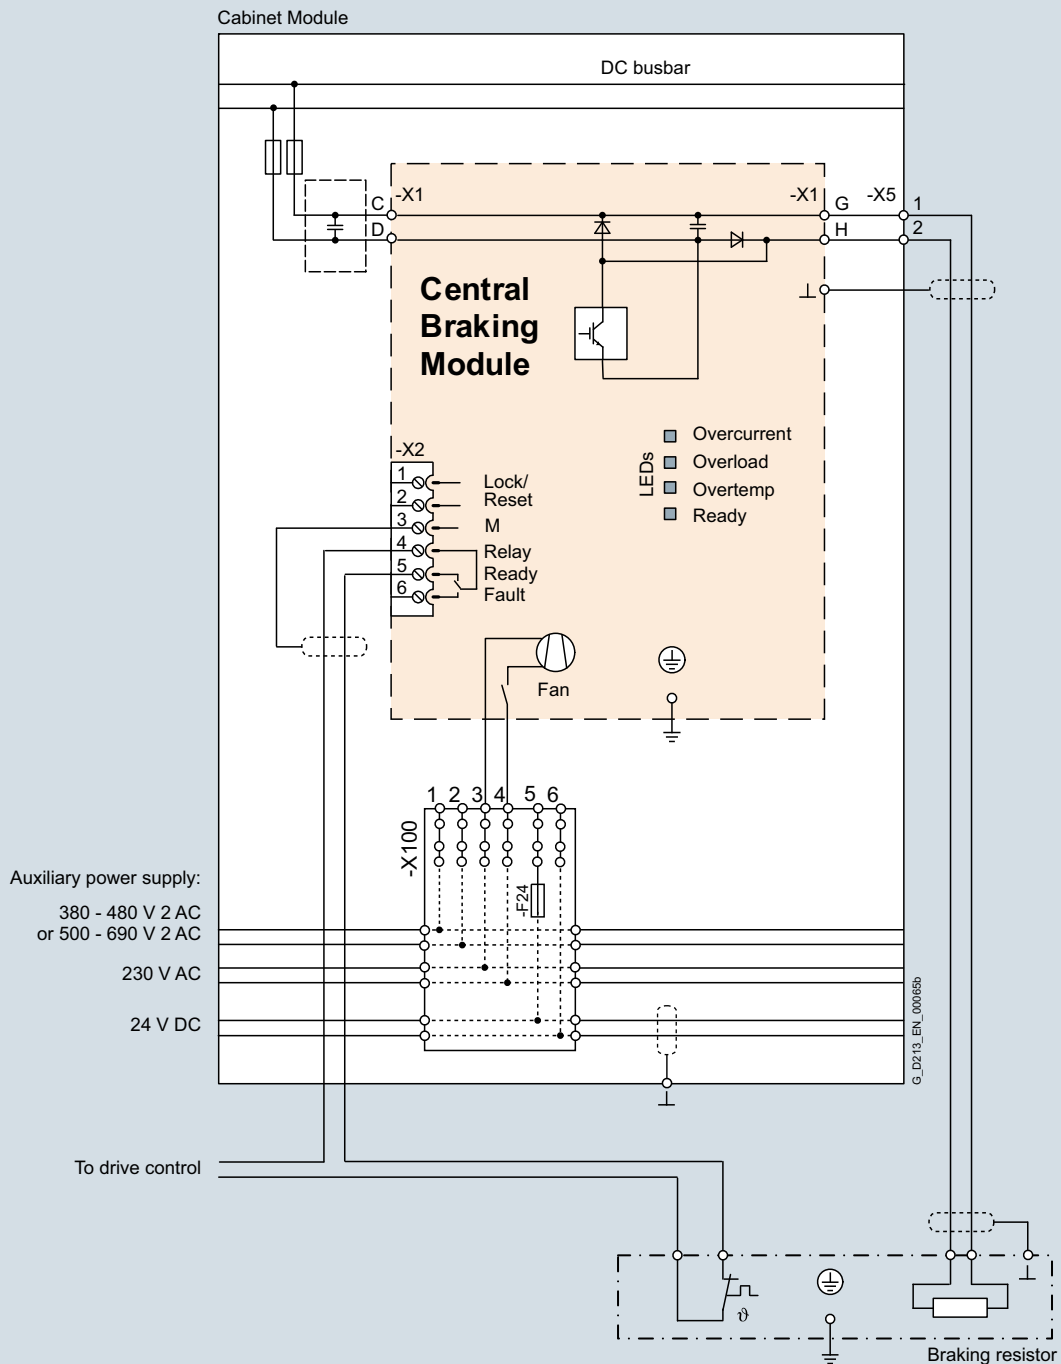 Cabinet Module
DC busbar
C
-X1
-X1
G
-X5
1
D
H
2
Central
Braking
Module
-X2
1
2
3
4
5
6
Lock/
Reset
M
Relay
Ready
Fault
LEDs
Overcurrent
Overload
Overtemp
Ready
Fan
1 2 3 4 5 6
-X100
-F24
Auxiliary power supply:
380 - 480 V 2 AC
or 500 - 690 V 2 AC
230 V AC
24 V DC
G_D213_EN_00065b
To drive control
ϑ
Braking resistor